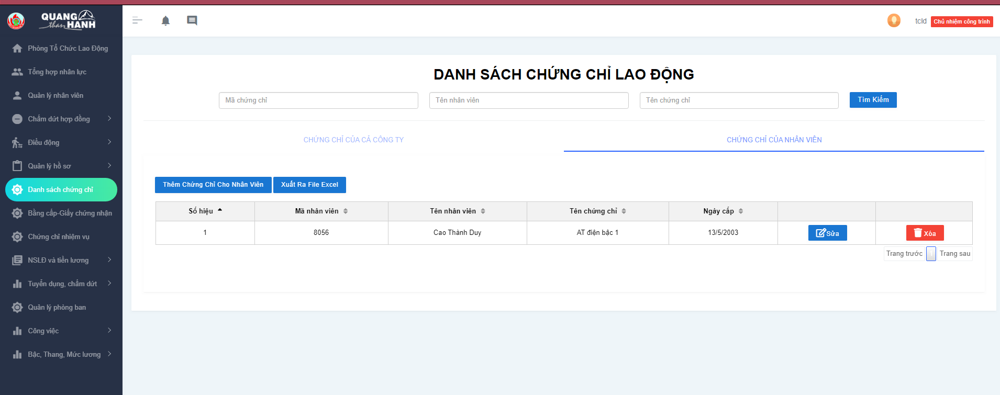 QUANG
than HANH
tcld
Chủ nhiệm công trình
Phòng Tổ Chức Lao Động
Tổng hợp nhân lực
Quản lý nhân viên
Chấm dứt hợp đồng
Điều động
Quản lý hồ sơ
Danh sách chứng chỉ
Bằng cấp-Giấy chứng nhận
Chứng chỉ nhiệm vụ
NSLĐ và tiền lương
Tuyển dụng, chấm dứt
Quản lý phòng ban
Công việc
Bậc, Thang, Mức lương
DANH SÁCH CHỨNG CHỈ LAO ĐỘNG
Mã chứng chỉ
Tên nhân viên
Tên chứng chỉ
Tìm Kiếm
CHỨNG CHỈ CỦA CẢ CÔNG TY
CHỨNG CHỈ CỦA NHÂN VIÊN
Thêm Chứng Chỉ Cho Nhân Viên
Xuất Ra File Excel
Số hiệu Mã nhân viên Tên nhân viên Tên chứng chỉ Ngày cấp
1 8056 Cao Thành Duy AT điện bậc 1 13/5/2003 Sửa Xóa
Trang trước 1 Trang sau